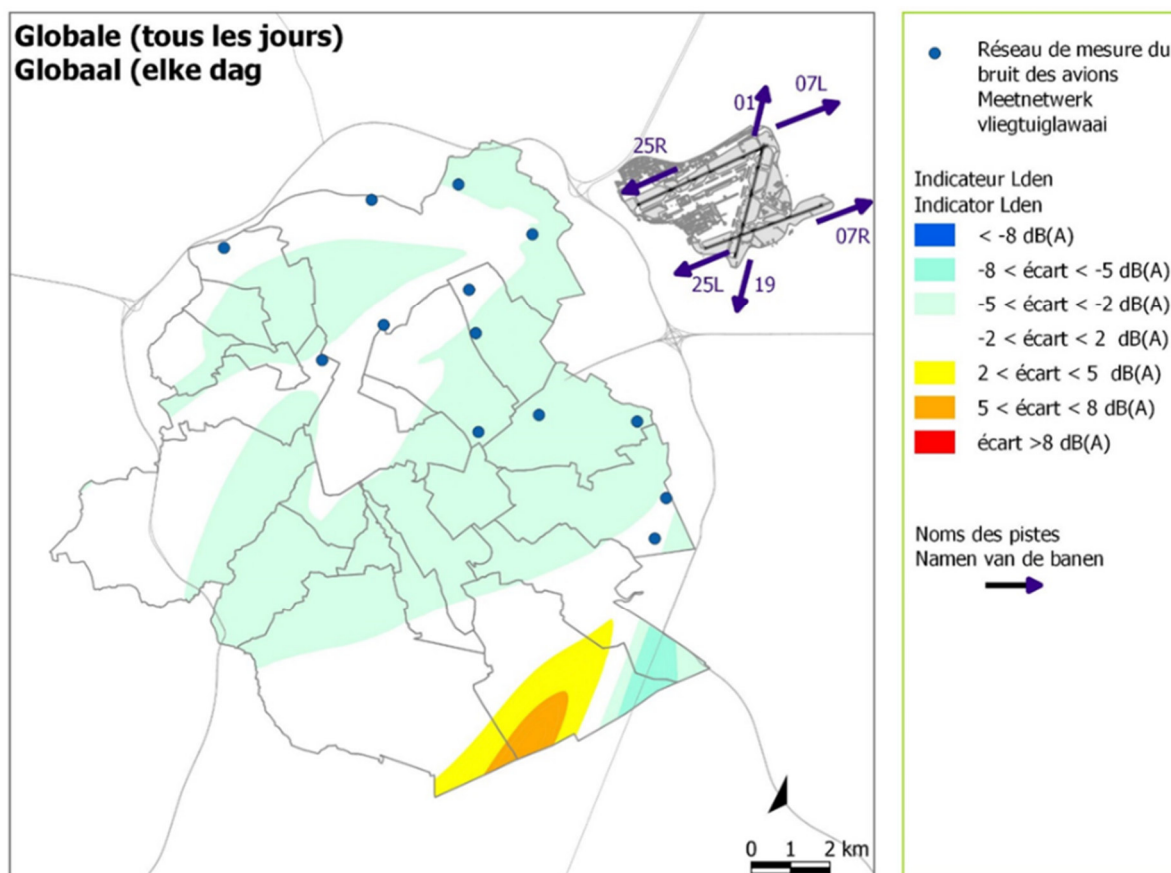 Globale (tous les jours)
Globaal (elke dag
01
07L
25R
07R
25L
19
0 1 2 km
Réseau de mesure du
bruit des avions
Meetnetwerk
vliegtuiglawaai
Indicateur Lden
Indicator Lden
< -8 dB(A)
-8 < écart < -5 dB(A)
-5 < écart < -2 dB(A)
-2 < écart < 2 dB(A)
2 < écart < 5 dB(A)
5 < écart < 8 dB(A)
écart >8 dB(A)
Noms des pistes
Namen van de banen